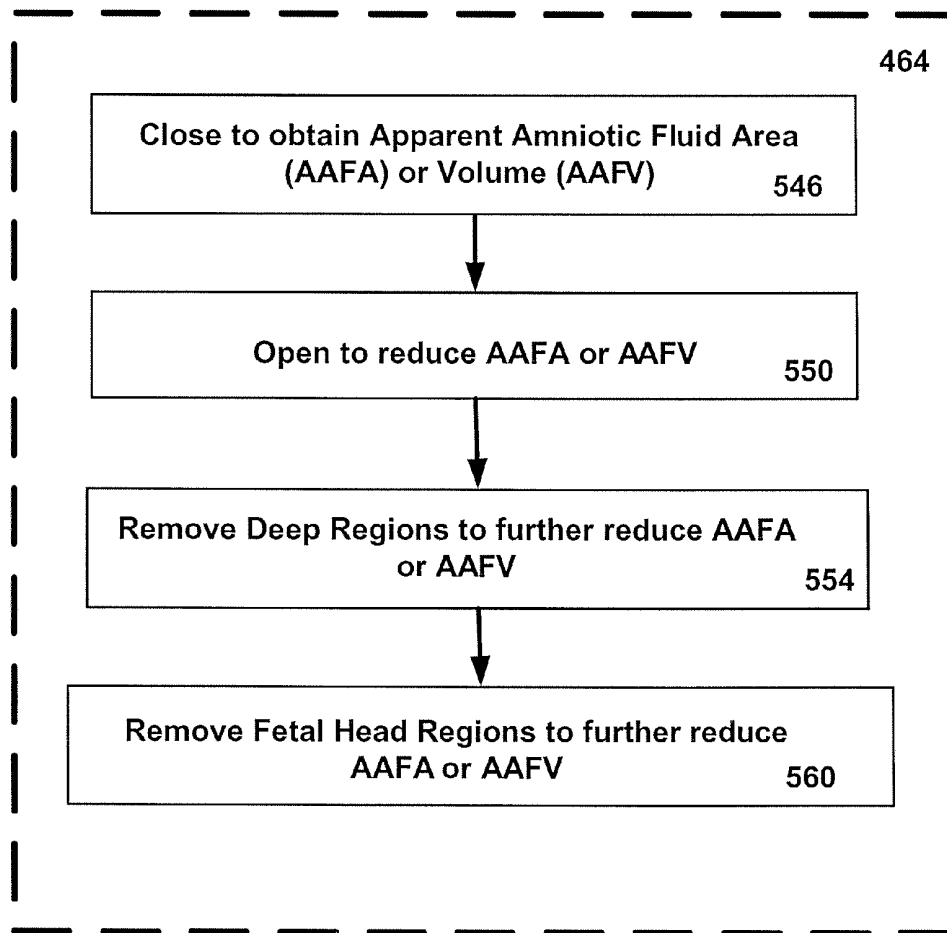 464
Close to obtain Apparent Amniotic Fluid Area
(AAFA) or Volume (AAFV)
546
Open to reduce AAFA or AAFV
550
Remove Deep Regions to further reduce AAFA
or AAFV
554
Remove Fetal Head Regions to further reduce
AAFA or AAFV
560